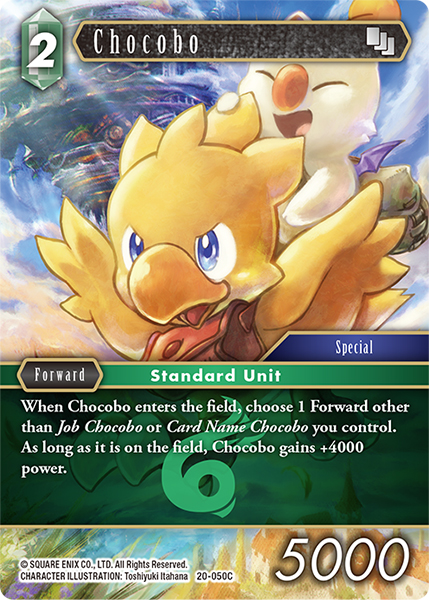 2
Chocobo
Special
Forward
Standard Unit
When Chocobo enters the field, choose 1 Forward other
than Job Chocobo or Card Name Chocobo you control.
As long as it is on the field, Chocobo gains +4000
power.
6
© SQUARE ENIX CO., LTD. All Rights Reserved.
CHARACTER ILLUSTRATION: Toshiyuki Itahana
20-050C
5000